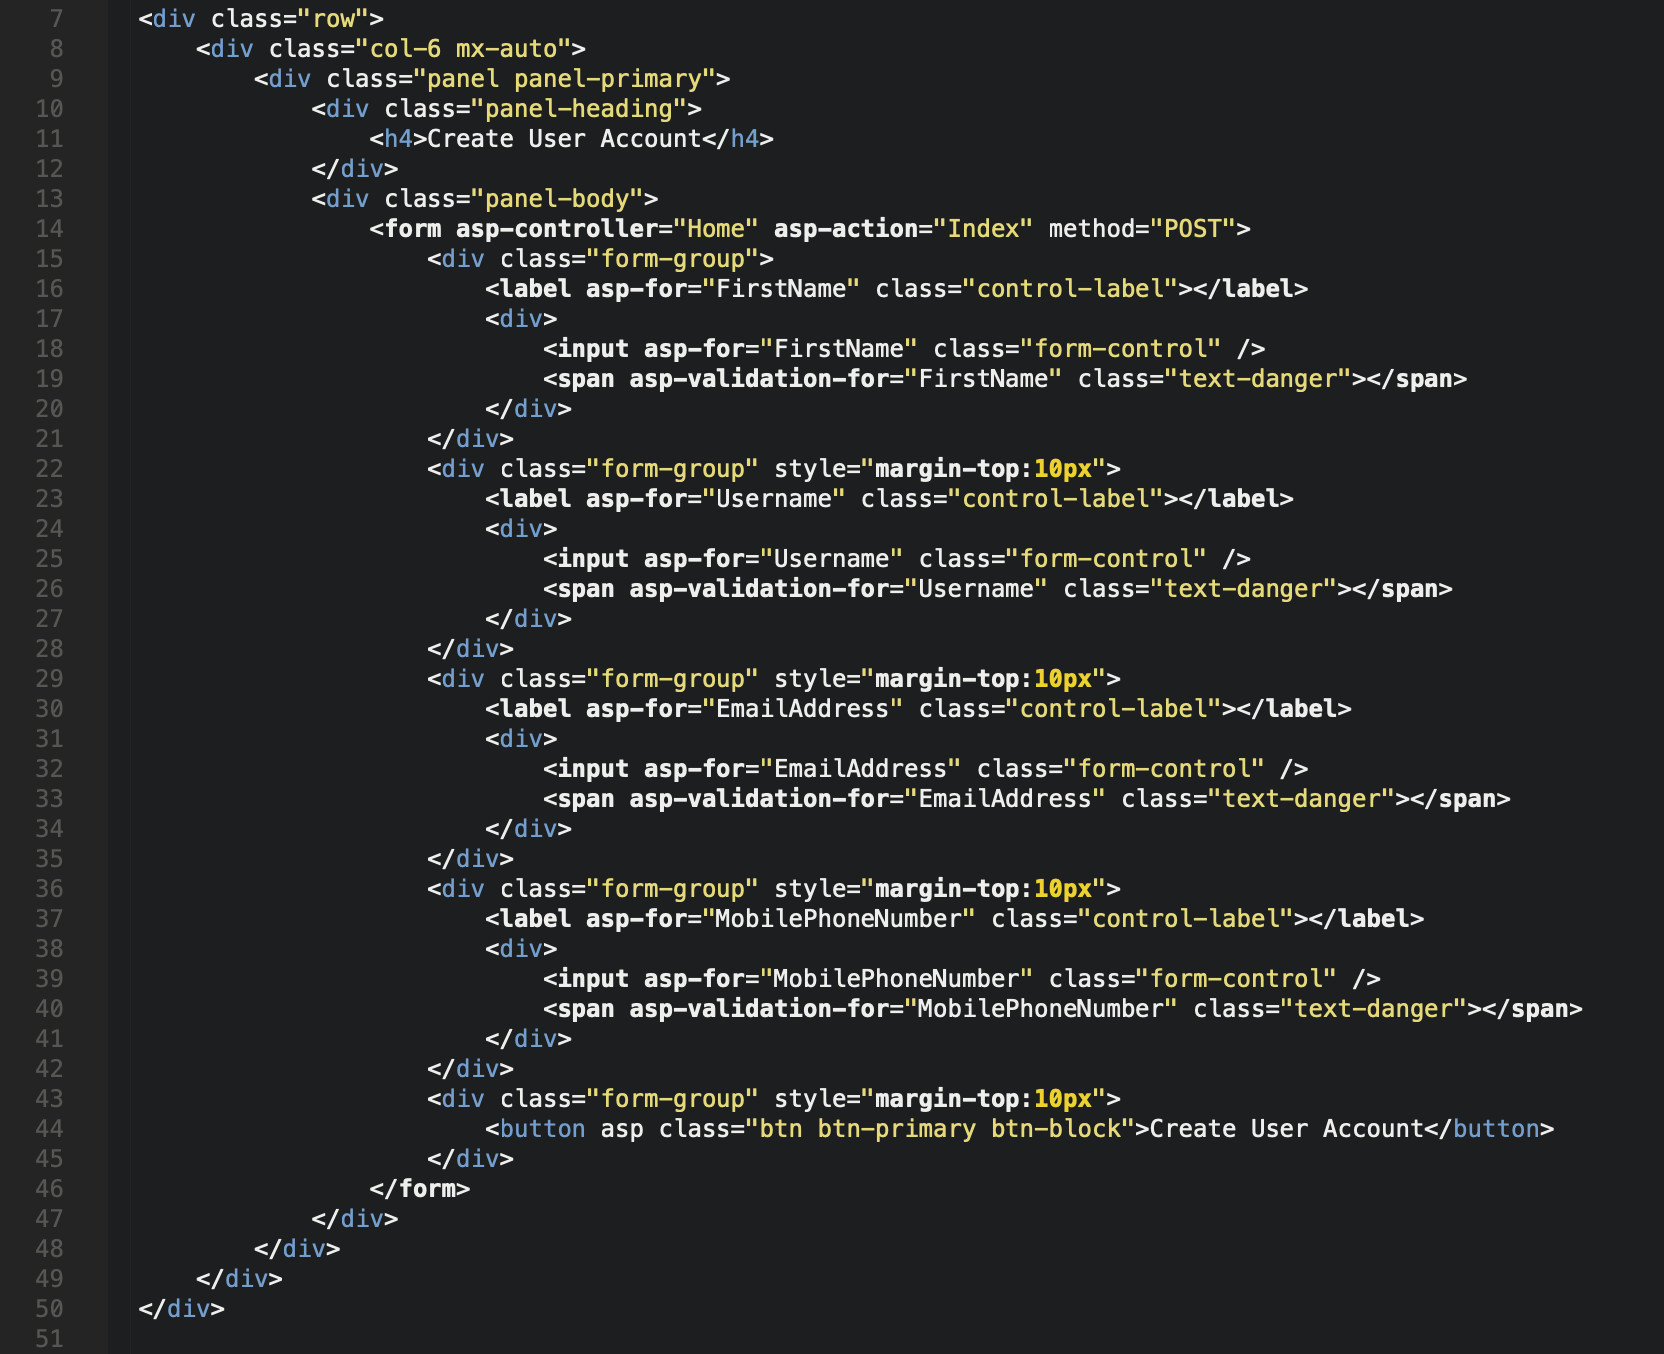 7 <div class="row">
8 <div class="col-6 mx-auto">
9 <div class="panel panel-primary">
10 <div class="panel-heading">
11 <h4>Create User Account</h4>
12 </div>
13 <div class="panel-body">
14 <form asp-controller="Home" asp-action="Index" method="POST">
15 <div class="form-group">
16 <label asp-for="FirstName" class="control-label"></label>
17 <div>
18 <input asp-for="FirstName" class="form-control" />
19 <span asp-validation-for="FirstName" class="text-danger"></span>
20 </div>
21 </div>
22 <div class="form-group" style="margin-top:10px">
23 <label asp-for="Username" class="control-label"></label>
24 <div>
25 <input asp-for="Username" class="form-control" />
26 <span asp-validation-for="Username" class="text-danger"></span>
27 </div>
28 </div>
29 <div class="form-group" style="margin-top:10px">
30 <label asp-for="EmailAddress" class="control-label"></label>
31 <div>
32 <input asp-for="EmailAddress" class="form-control" />
33 <span asp-validation-for="EmailAddress" class="text-danger"></span>
34 </div>
35 </div>
36 <div class="form-group" style="margin-top:10px">
37 <label asp-for="MobilePhoneNumber" class="control-label"></label>
38 <div>
39 <input asp-for="MobilePhoneNumber" class="form-control" />
40 <span asp-validation-for="MobilePhoneNumber" class="text-danger"></span>
41 </div>
42 </div>
43 <div class="form-group" style="margin-top:10px">
44 <button asp class="btn btn-primary btn-block">Create User Account</button>
45 </div>
46 </form>
47 </div>
48 </div>
49 </div>
50 </div>
51